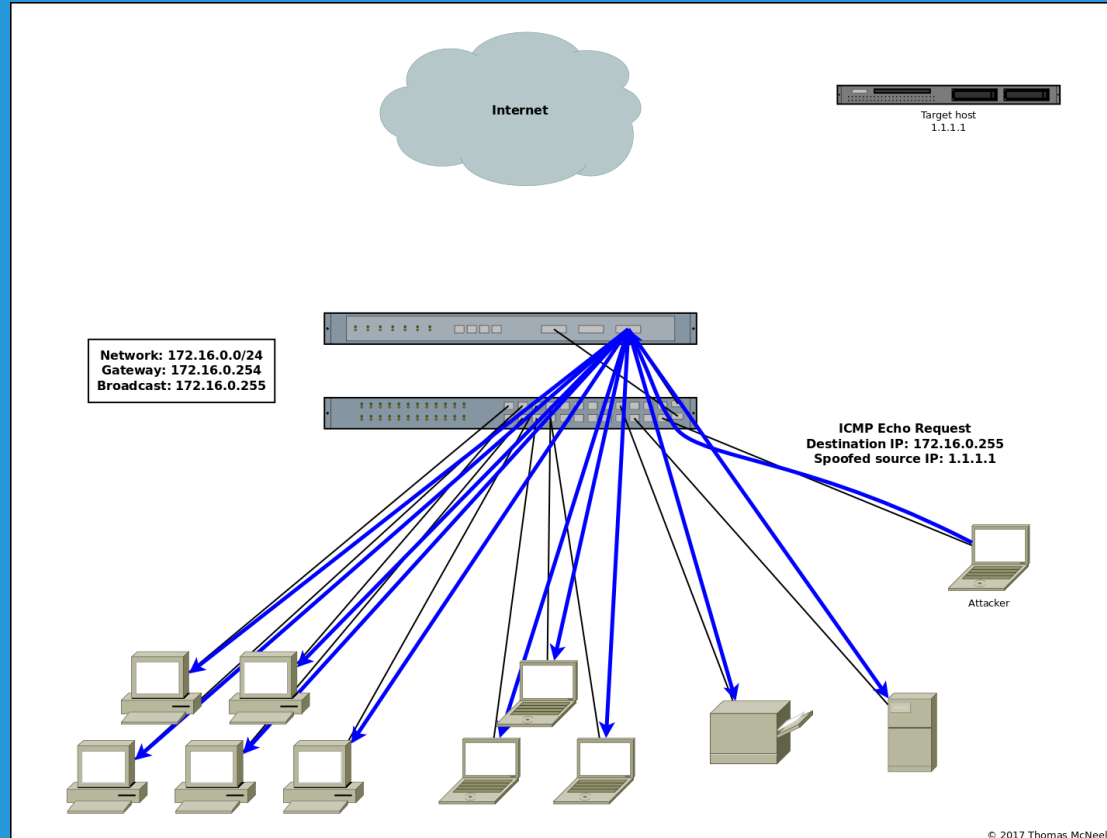 Internet
Target host
1.1.1.1
Network: 172.16.0.0/24
Gateway: 172.16.0.254
Broadcast: 172.16.0.255
ICMP Echo Request
Destination IP: 172.16.0.255
Spoofed source IP: 1.1.1.1
Attacker
© 2017 Thomas McNeel